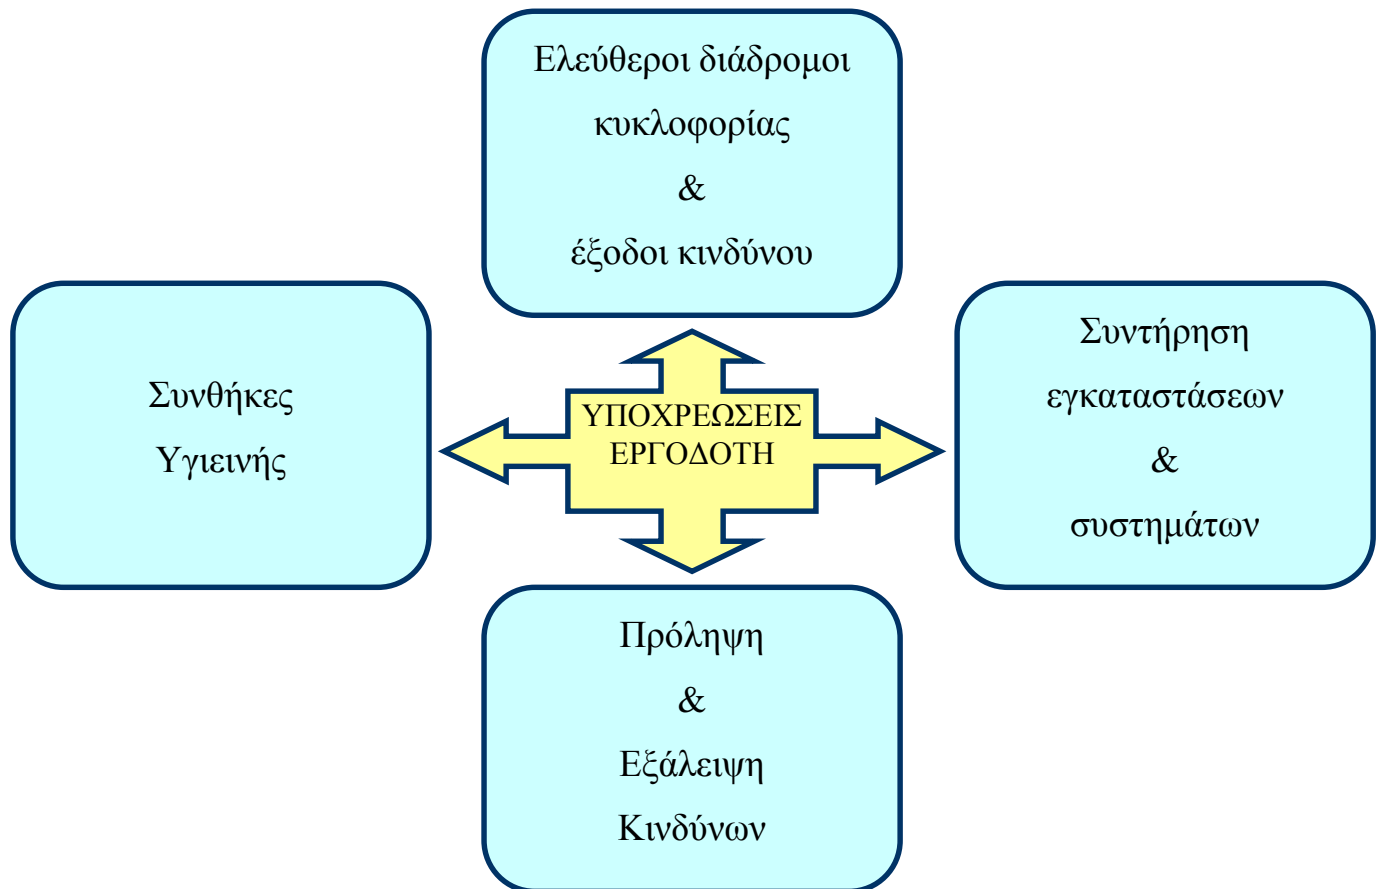 Ελεύθεροι διάδρομοι
κυκλοφορίας
&
έξοδοι κινδύνου
Συνθήκες
Υγιεινής
ΥΠΟΧΡΕΩΣΕΙΣ
ΕΡΓΟΔΟΤΗ
Συντήρηση
εγκαταστάσεων
&
συστημάτων
Πρόληψη
&
Εξάλειψη
Κινδύνων